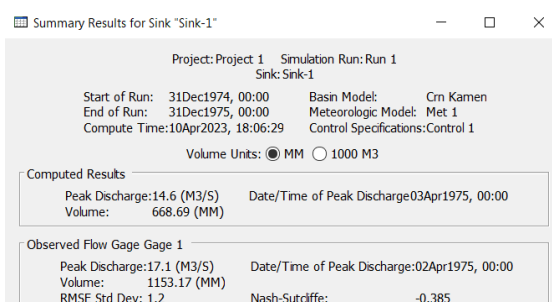 Summary Results for Sink "Sink-1"
Project: Project 1 Simulation Run: Run 1
Sink: Sink-1
Start of Run: 31Dec1974, 00:00 Basin Model: Crn Kamen
End of Run: 31Dec1975, 00:00 Meteorologic Model: Met 1
Compute Time:10Apr2023, 18:06:29 Control Specifications:Control 1
Volume Units: MM 1000 M3
Computed Results
Peak Discharge:14.6 (M3/S) Date/Time of Peak Discharge03Apr1975, 00:00
Volume: 668.69 (MM)
Observed Flow Gage Gage 1
Peak Discharge:17.1 (M3/S) Date/Time of Peak Discharge:02Apr1975, 00:00
Volume: 1153.17 (MM)
RMSE Std Dev: 1.2 Nash-Sutcliffe: -0.385